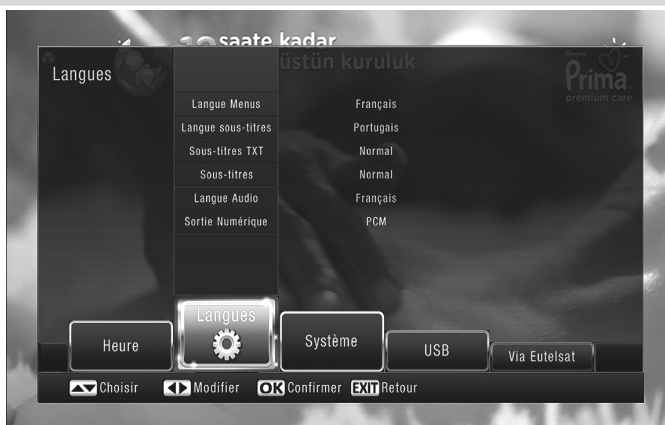 saate kadar
üstün kuruluk
Langues
Pampers
Prima
premium care
Langue Menus Français
Langue sous-titres Portugais
Sous-titres TXT Normal
Sous-titres Normal
Langue Audio Français
Sortie Numérique PCM
Heure Langues Système USB Via Eutelsat
Choisir Modifier OK Confirmer EXIT Retour